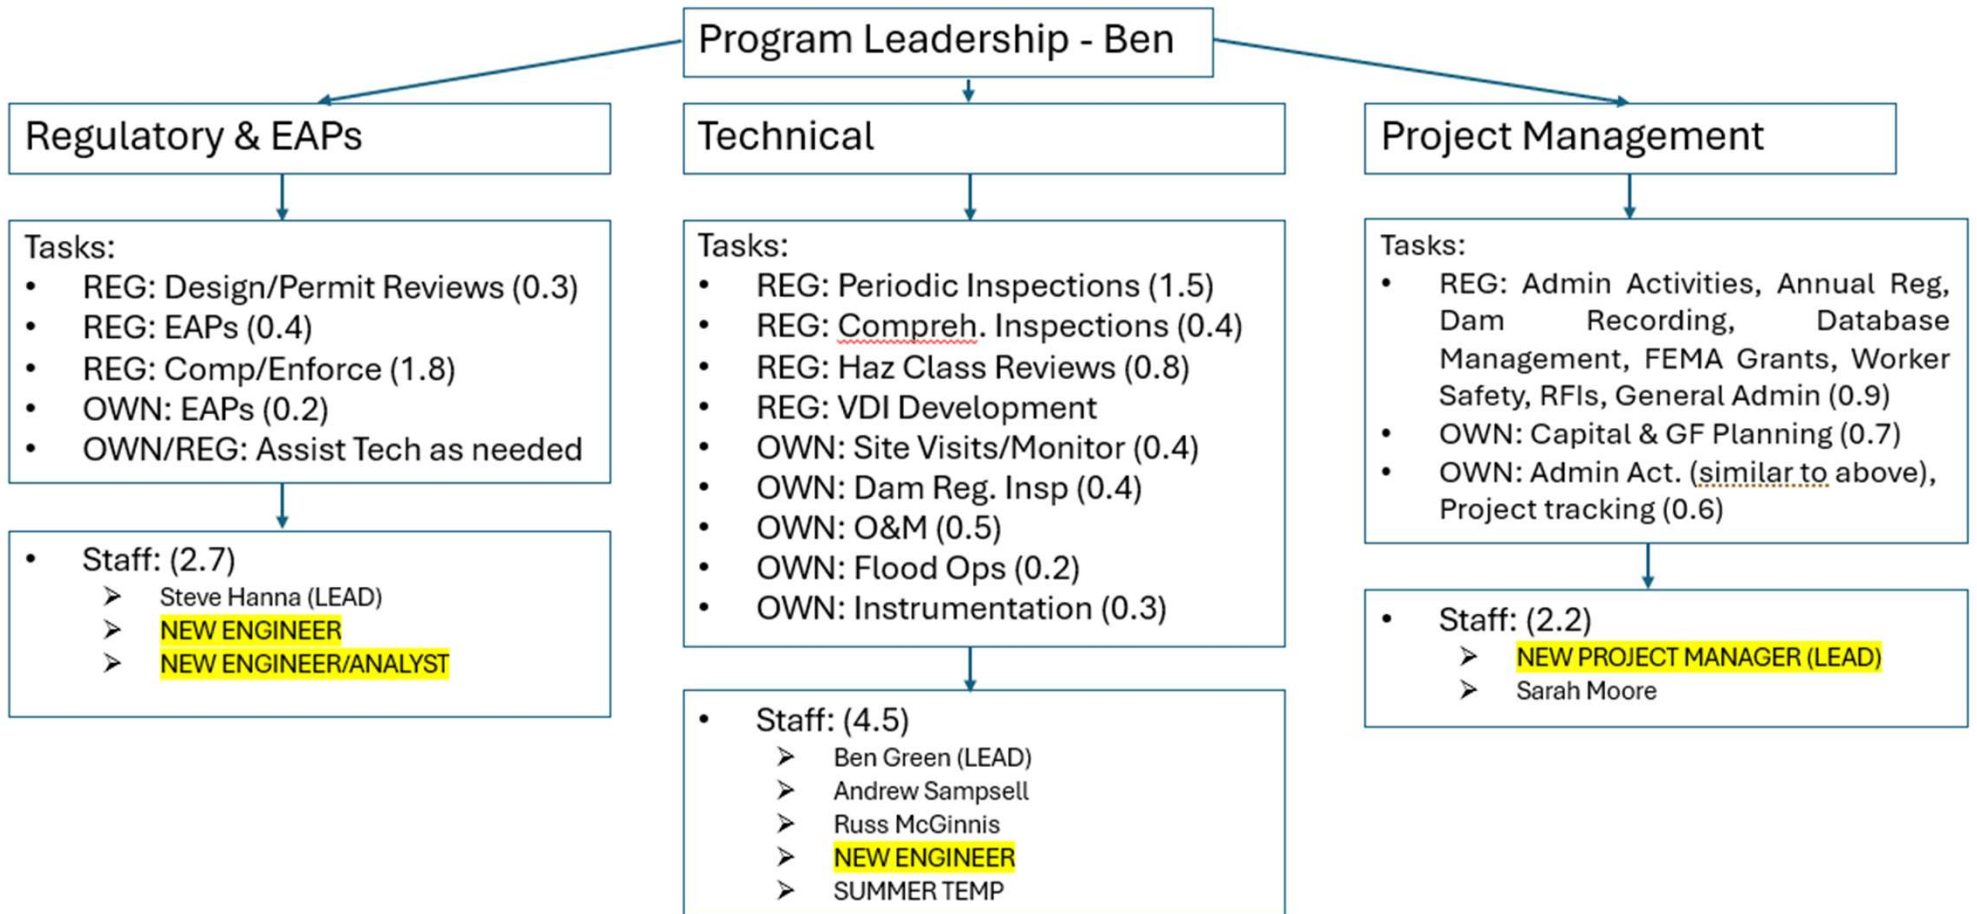 Program Leadership - Ben
Regulatory & EAPs
Tasks:
• REG: Design/Permit Reviews (0.3)
• REG: EAPs (0.4)
• REG: Comp/Enforce (1.8)
• OWN: EAPs (0.2)
• OWN/REG: Assist Tech as needed
• Staff: (2.7)
➢ Steve Hanna (LEAD)
➢ NEW ENGINEER
➢ NEW ENGINEER/ANALYST
Technical
Tasks:
• REG: Periodic Inspections (1.5)
• REG: Compreh. Inspections (0.4)
• REG: Haz Class Reviews (0.8)
• REG: VDI Development
• OWN: Site Visits/Monitor (0.4)
• OWN: Dam Reg. Insp (0.4)
• OWN: O&M (0.5)
• OWN: Flood Ops (0.2)
• OWN: Instrumentation (0.3)
• Staff: (4.5)
➢ Ben Green (LEAD)
➢ Andrew Sampsell
➢ Russ McGinnis
➢ NEW ENGINEER
➢ SUMMER TEMP
Project Management
Tasks:
• REG: Admin Activities, Annual Reg,
Dam Recording, Database
Management, FEMA Grants, Worker
Safety, RFIs, General Admin (0.9)
• OWN: Capital & GF Planning (0.7)
• OWN: Admin Act. (similar to above),
Project tracking (0.6)
• Staff: (2.2)
➢ NEW PROJECT MANAGER (LEAD)
➢ Sarah Moore